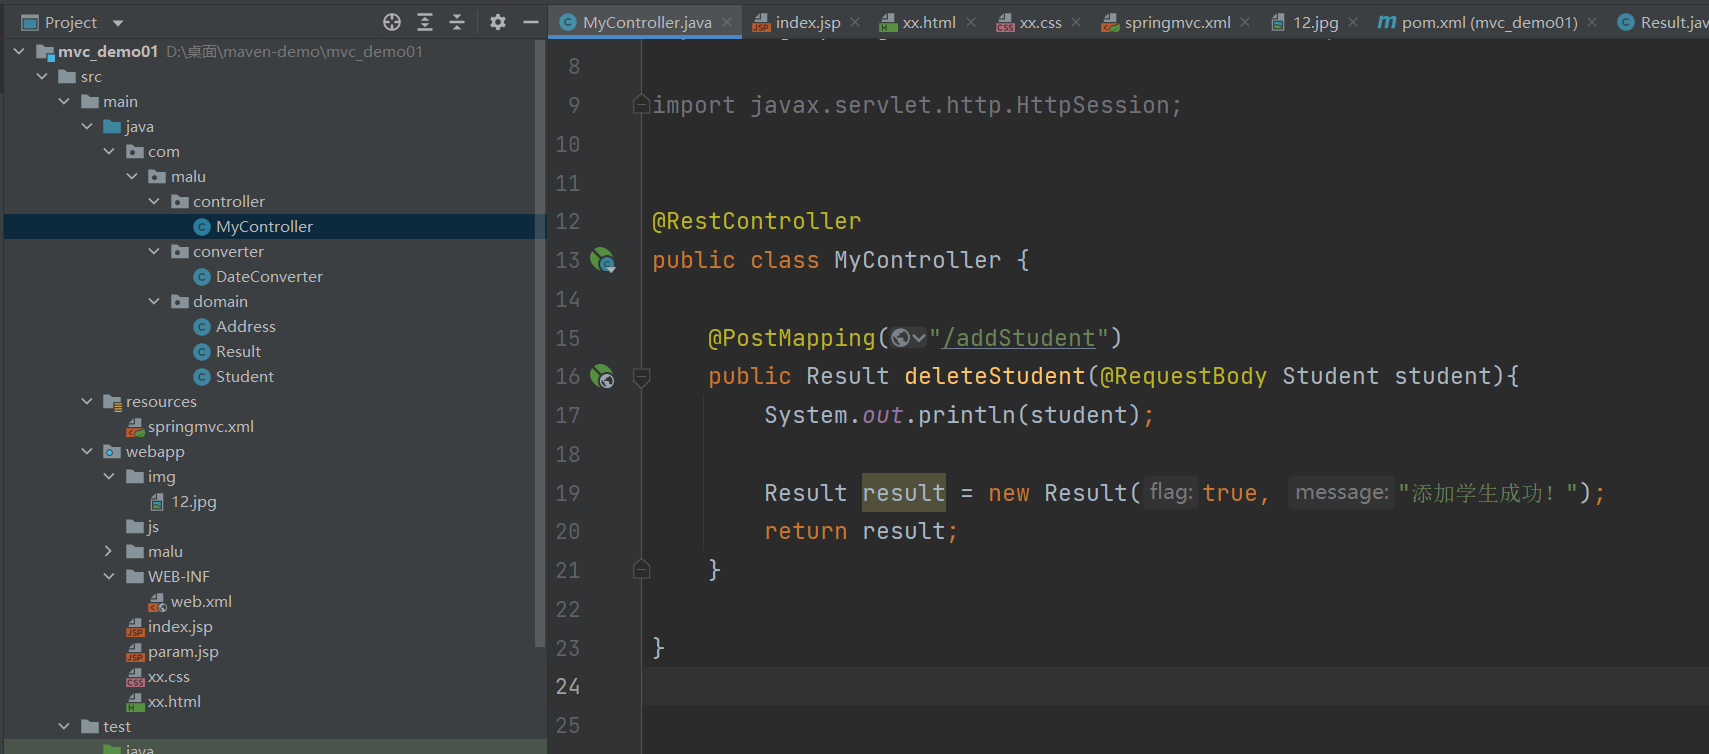 Project
mvc_demo01 D:\桌面\maven-demo\mvc_demo01
src
main
java
com
malu
controller
MyController
converter
DateConverter
domain
Address
Result
Student
resources
springmvc.xml
webapp
img
12.jpg
js
malu
WEB-INF
web.xml
index.jsp
param.jsp
xx.css
xx.html
test
java
MyController.java index.jsp xx.html xx.css springmvc.xml 12.jpg pom.xml (mvc_demo01) Result.jav
8
9 import javax.servlet.http.HttpSession;
10
11
12 @RestController
13 public class MyController {
14
15 @PostMapping("/addStudent")
16 public Result deleteStudent(@RequestBody Student student){
17 System.out.println(student);
18
19 Result result = new Result( flag: true, message: "添加学生成功！");
20 return result;
21 }
22
23 }
24
25